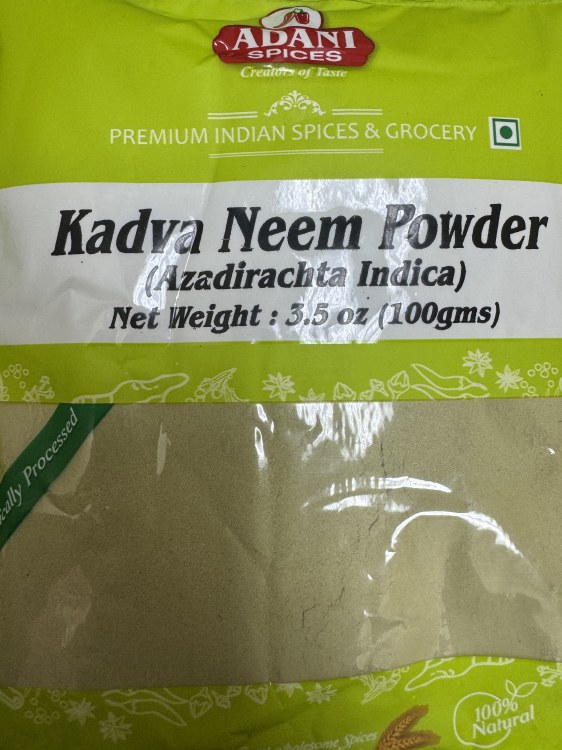 ADANI
SPICES
Creators of Taste
PREMIUM INDIAN SPICES & GROCERY
Kadva Neem Powder
(Azadirachta Indica)
Net Weight : 3.5 oz (100gms)
Processed
100%
Natural
Spices